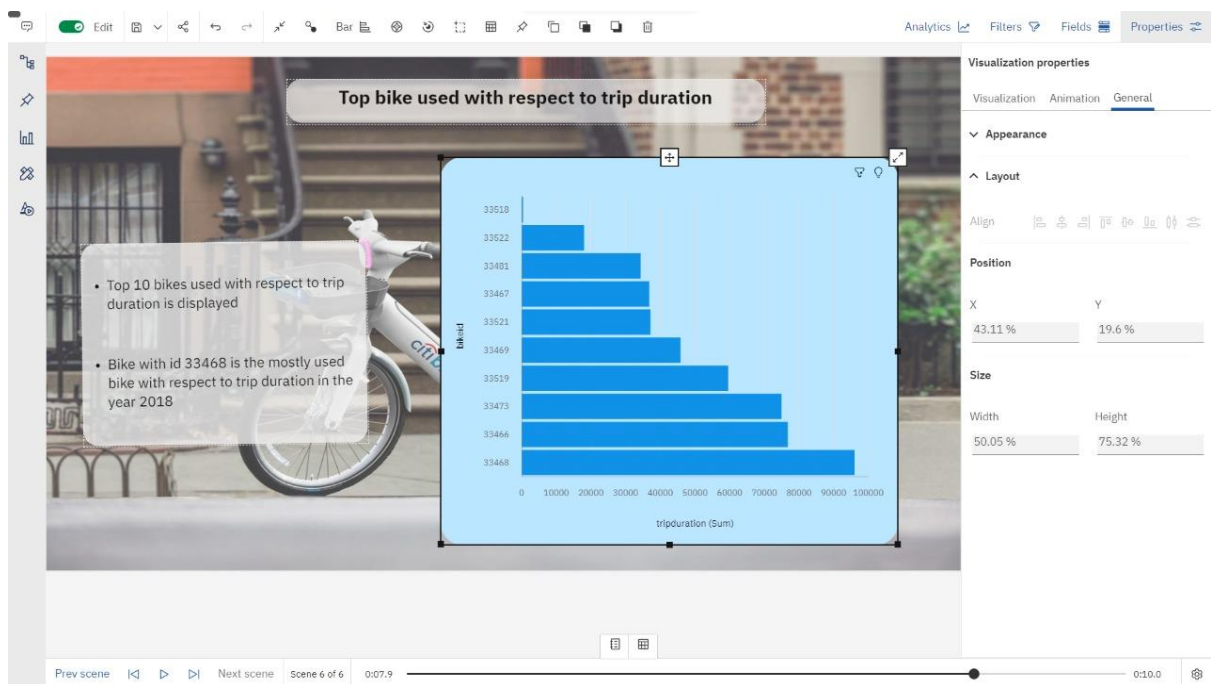 Edit
Bar
Analytics
Filters
Fields
Properties
Top bike used with respect to trip duration
• Top 10 bikes used with respect to trip
duration is displayed
• Bike with id 33468 is the mostly used
bike with respect to trip duration in the
year 2018
citib
bikeid
33518
33522
33481
33467
33521
33469
33519
33473
33466
33468
0 10000 20000 30000 40000 50000 60000 70000 80000 90000 100000
tripduration (Sum)
Visualization properties
Visualization Animation General
Appearance
Layout
Align
Position
X Y
43.11 % 19.6 %
Size
Width Height
50.05 % 75.32 %
Prev scene
Next scene
Scene 6 of 6
0:07.9
0:10.0